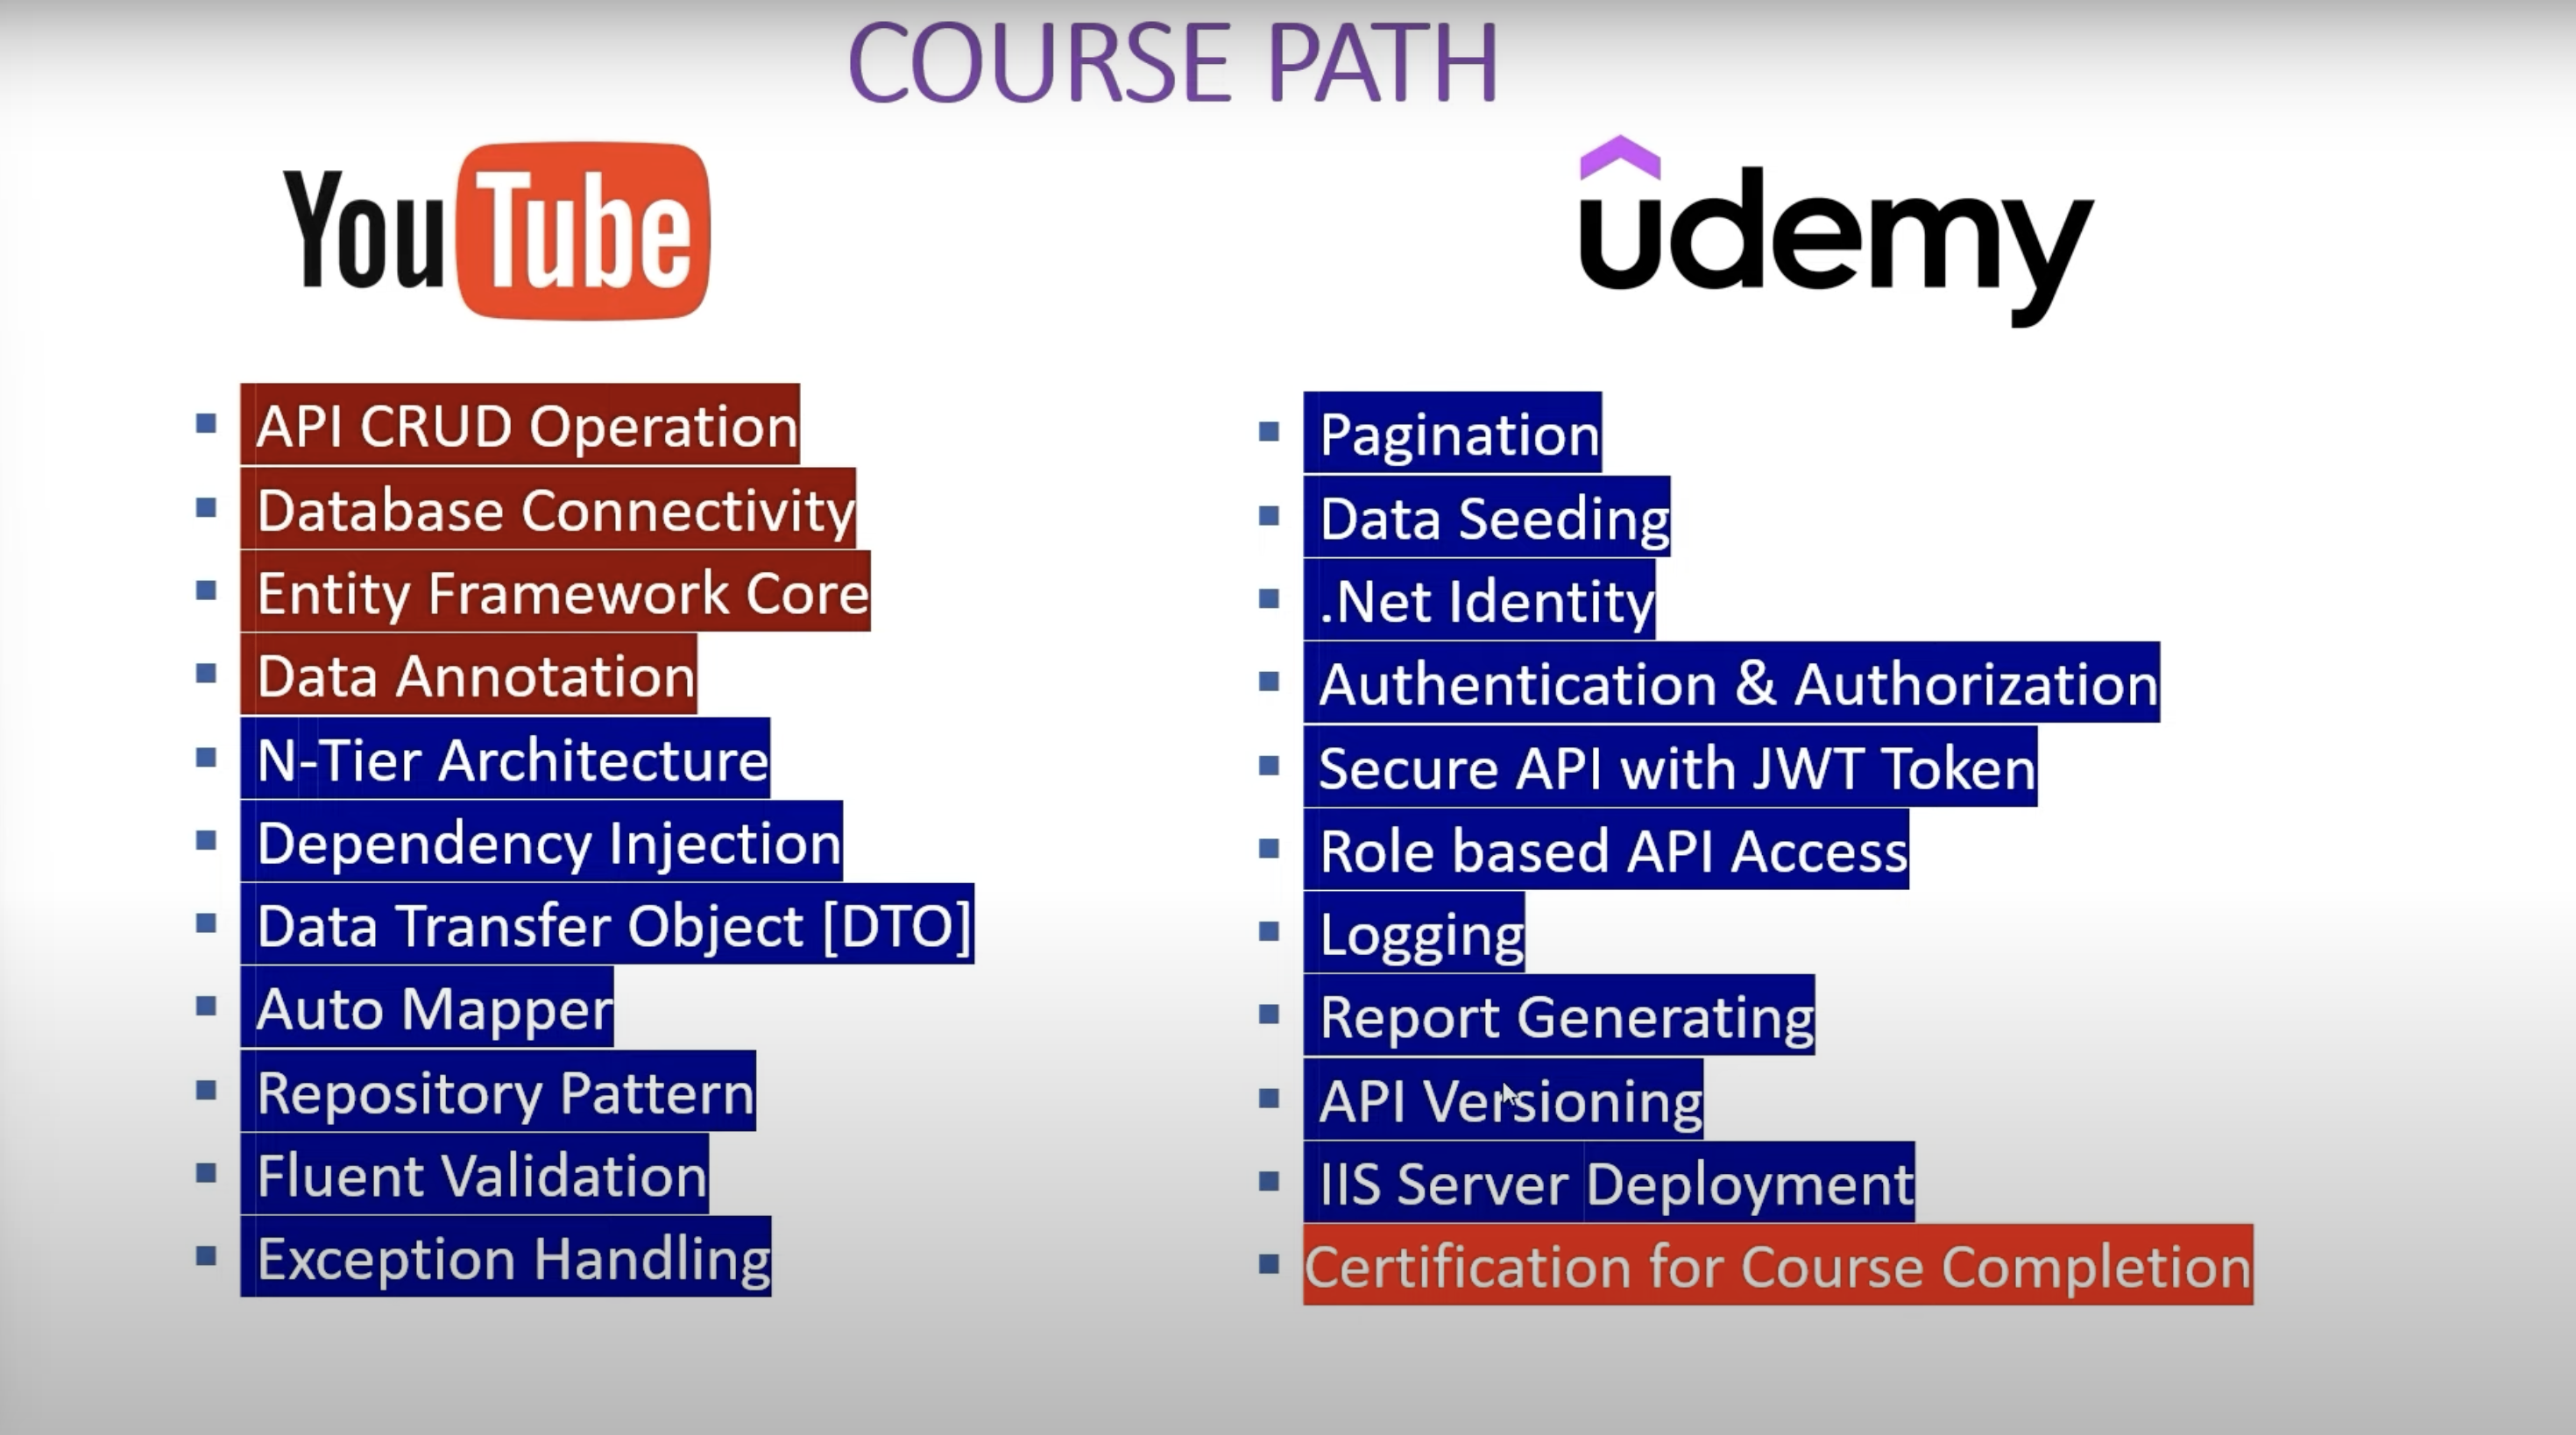 COURSE PATH
YouTube
API CRUD Operation
Database Connectivity
Entity Framework Core
Data Annotation
N-Tier Architecture
Dependency Injection
Data Transfer Object [DTO]
Auto Mapper
Repository Pattern
Fluent Validation
Exception Handling
udemy
Pagination
Data Seeding
.Net Identity
Authentication & Authorization
Secure API with JWT Token
Role based API Access
Logging
Report Generating
API Versioning
IIS Server Deployment
Certification for Course Completion